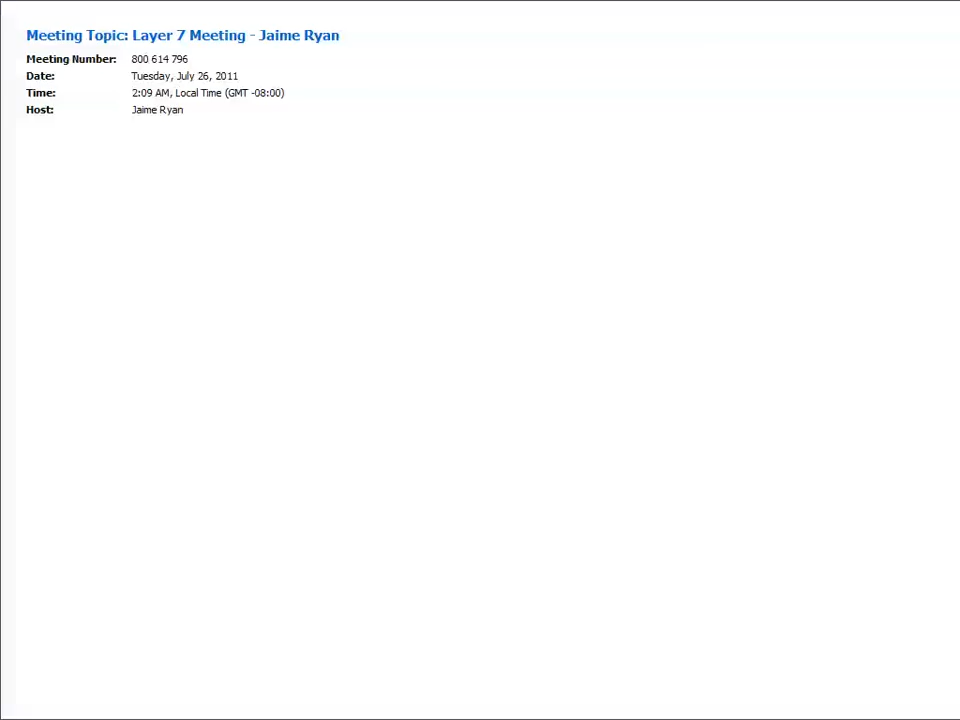 Meeting Topic: Layer 7 Meeting - Jaime Ryan
Meeting Number: 800 614 796
Date: Tuesday, July 26, 2011
Time: 2:09 AM, Local Time (GMT -08:00)
Host: Jaime Ryan